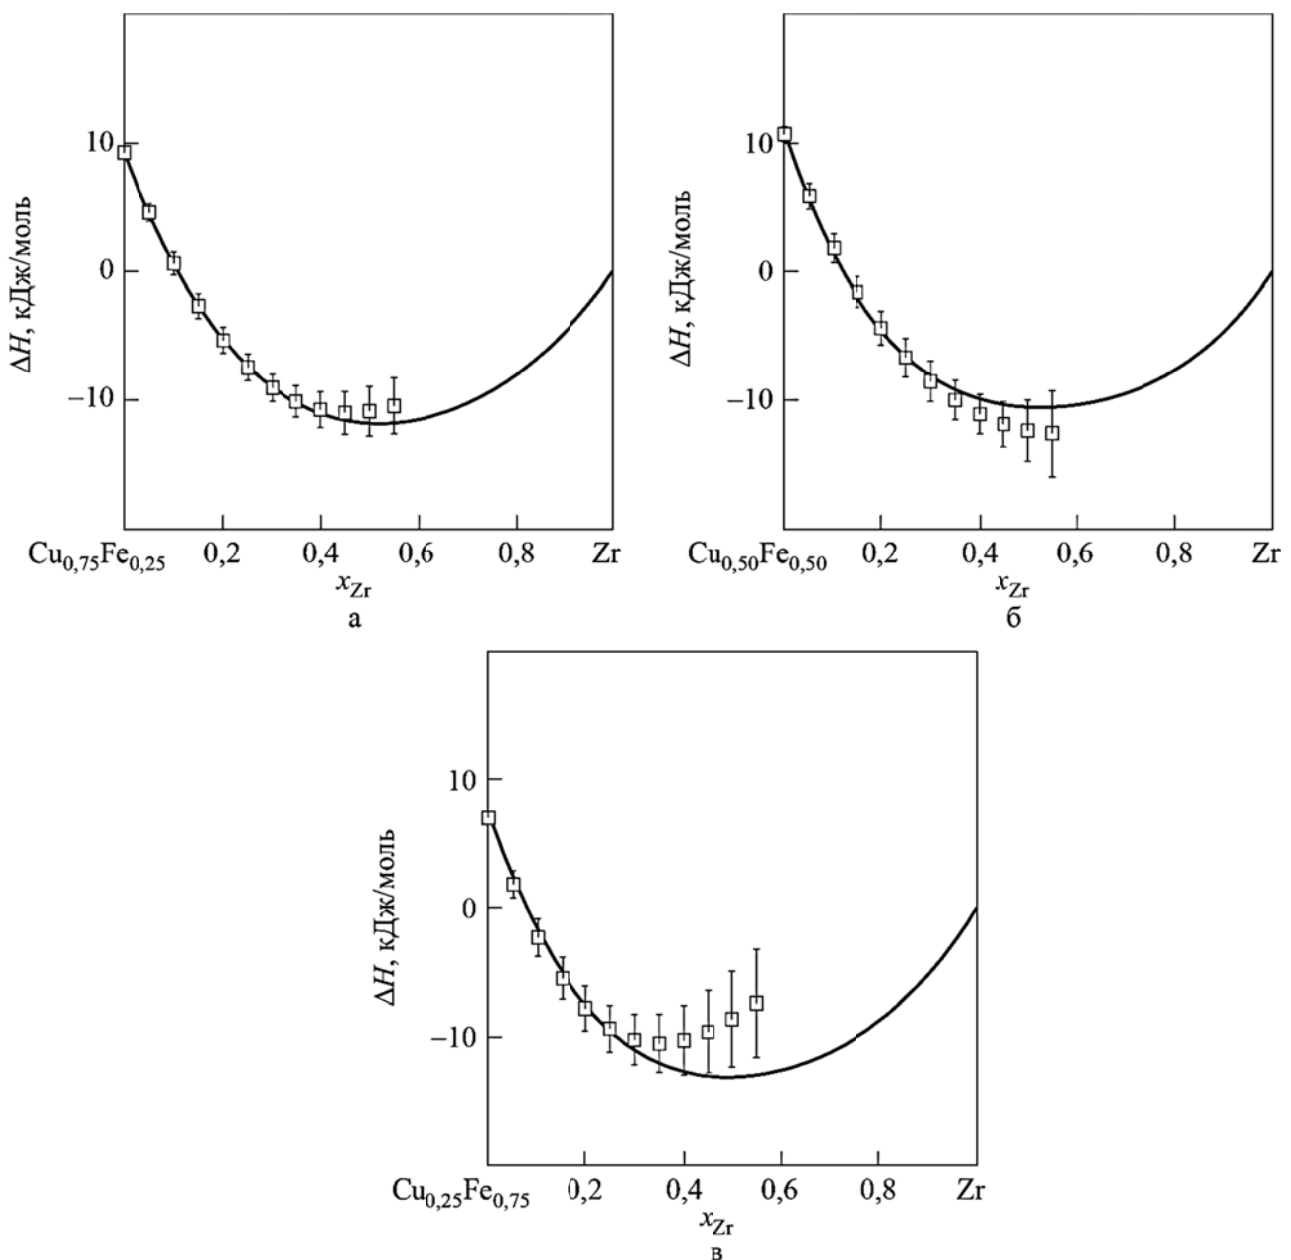 10
0
−10
ΔH, кДж/моль
Cu0,75Fe0,25 0,2 0,4 0,6 0,8 Zr
xZr
а
10
0
−10
ΔH, кДж/моль
Cu0,50Fe0,50 0,2 0,4 0,6 0,8 Zr
xZr
б
10
0
−10
ΔH, кДж/моль
Cu0,25Fe0,75 0,2 0,4 0,6 0,8 Zr
xZr
в